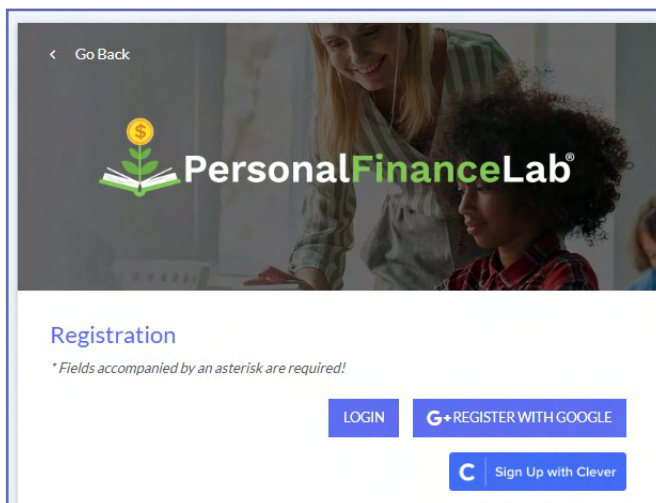 < Go Back
$
PersonalFinanceLab®
Registration
* Fields accompanied by an asterisk are required!
LOGIN
G+ REGISTER WITH GOOGLE
C Sign Up with Clever